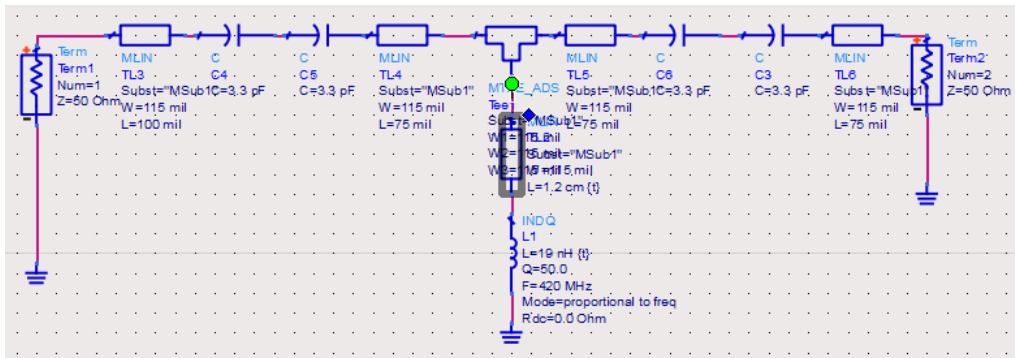 Term
Term1
Num=1
Z=50 Ohm
MLIN
TL3
Subst="MSub1"
W=115 mil
L=100 mil
C
C4
C=3.3 pF
C
C5
C=3.3 pF
MLIN
TL4
Subst="MSub1"
W=115 mil
L=75 mil
Tee
MLIN
TL5
Subst="MSub1"
W=115 mil
L=75 mil
C
C6
C=3.3 pF
C
C3
C=3.3 pF
MLIN
TL6
Subst="MSub1"
W=115 mil
L=75 mil
Term
Term2
Num=2
Z=50 Ohm
Subst="MSub1"
L=1.2 cm {t}
INDQ
L1
L=19 nH {t}
Q=50.0
F=420 MHz
Mode=proportional to freq
Rdc=0.0 Ohm